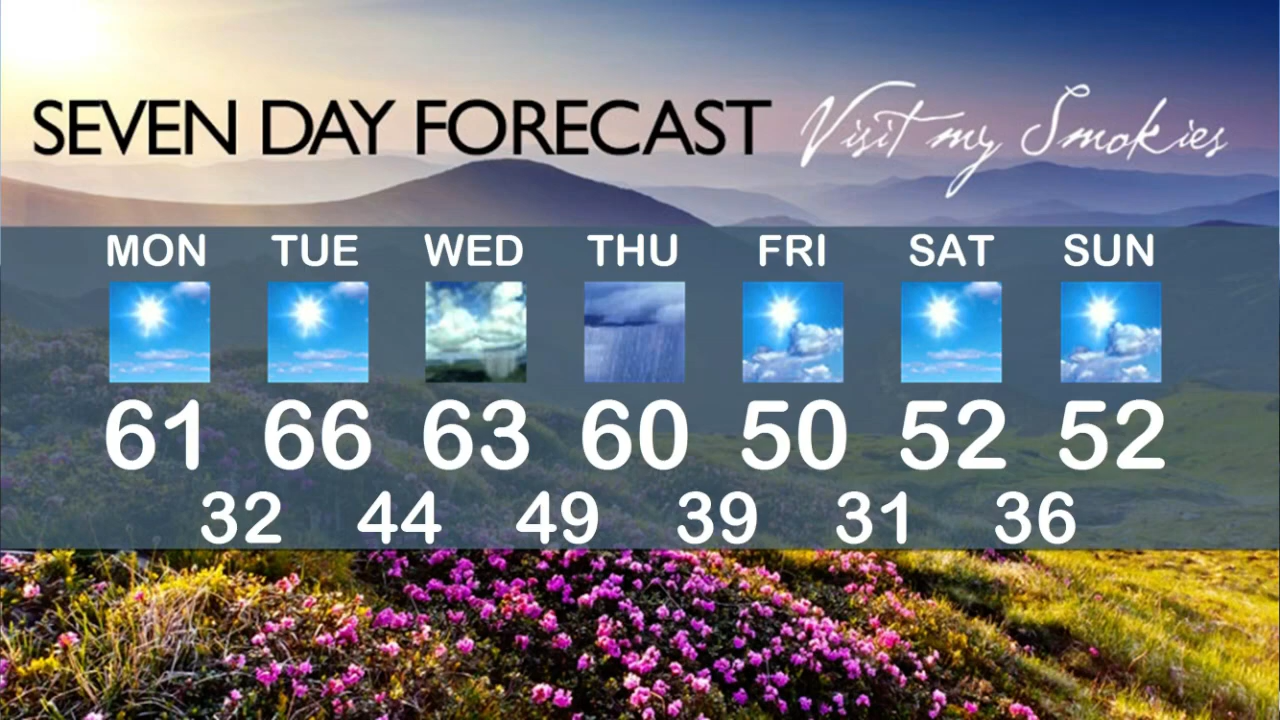 SEVEN DAY FORECAST Visit my Smokies
MON TUE WED THU FRI SAT SUN
61 66 63 60 50 52 52
32 44 49 39 31 36